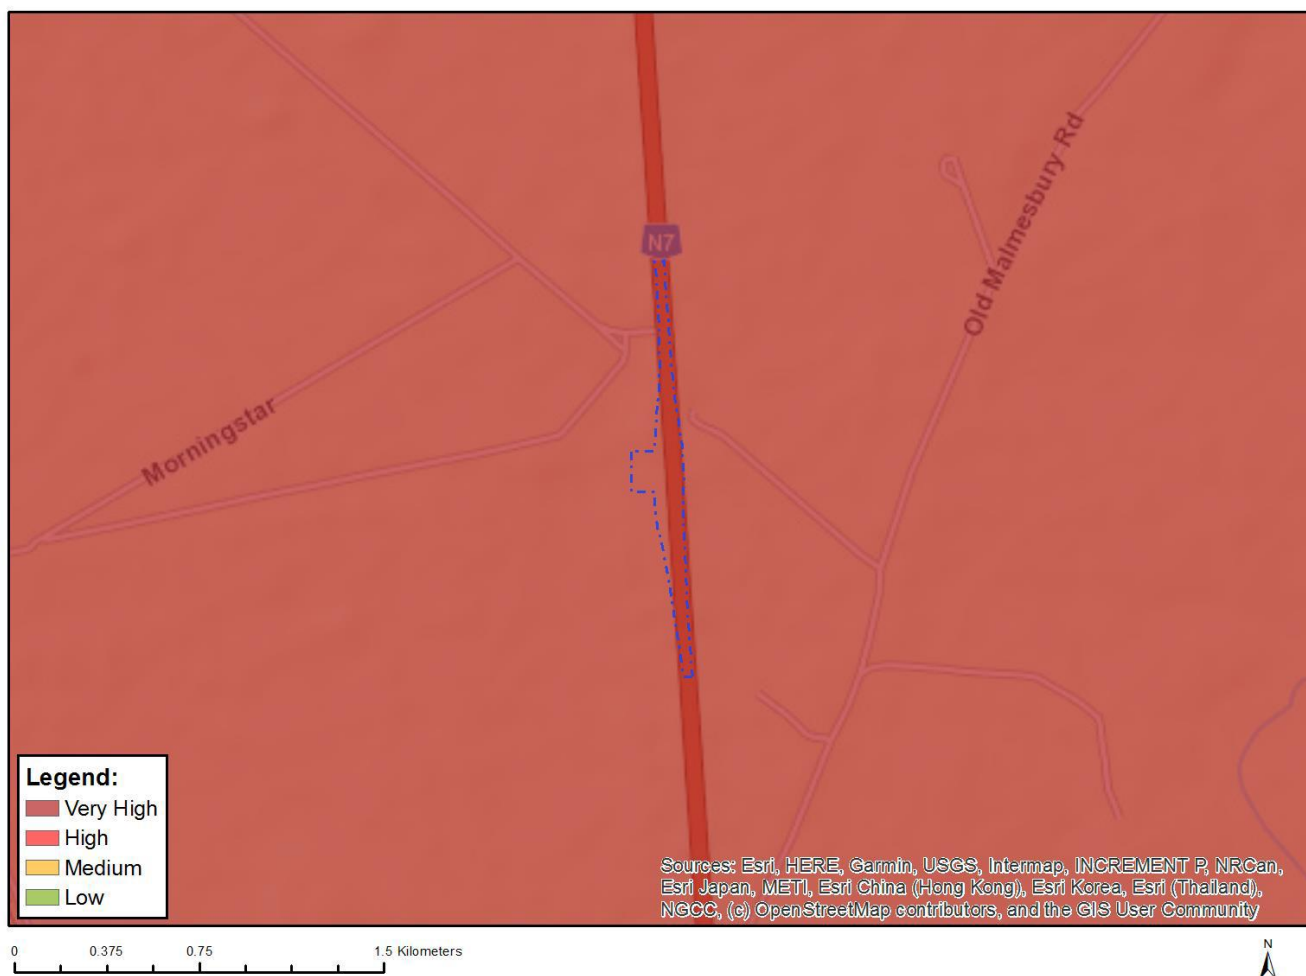 N7
Old Malmesbury Rd
Morningstar
Legend:
Very High
High
Medium
Low
Sources: Esri, HERE, Garmin, USGS, Intermap, INCREMENT P, NRCan,
Esri Japan, METI, Esri China (Hong Kong), Esri Korea, Esri (Thailand),
NGCC, (c) OpenStreetMap contributors, and the GIS User Community
0 0.375 0.75 1.5 Kilometers
N